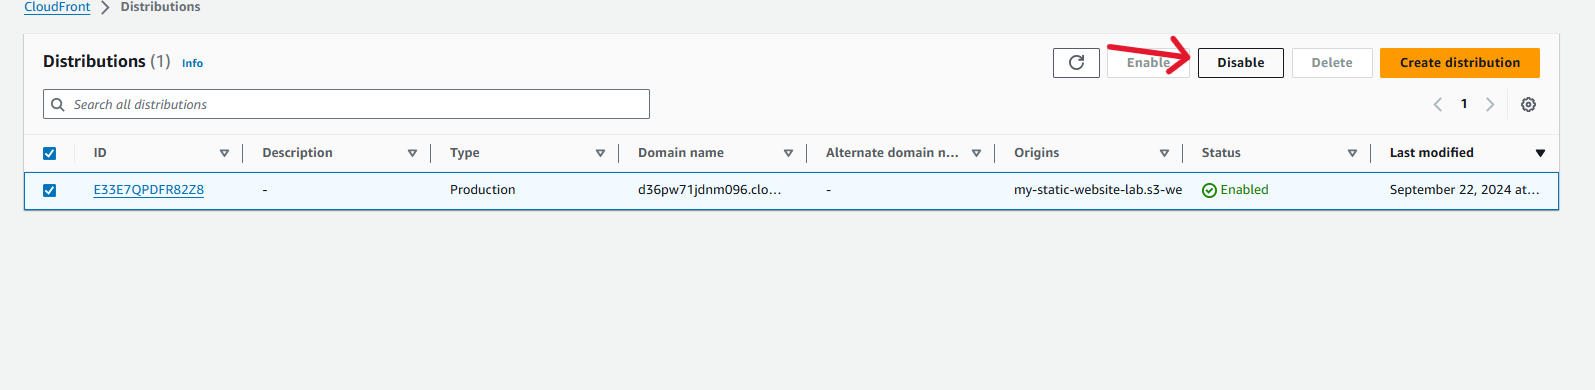 CloudFront > Distributions
Distributions (1) Info
Enable Disable Delete Create distribution
Search all distributions
1
ID Description Type Domain name Alternate domain n... Origins Status Last modified
E33E7QPDFR82Z8 - Production d36pw71jdnm096.clo... - my-static-website-lab.s3-we Enabled September 22, 2024 at...